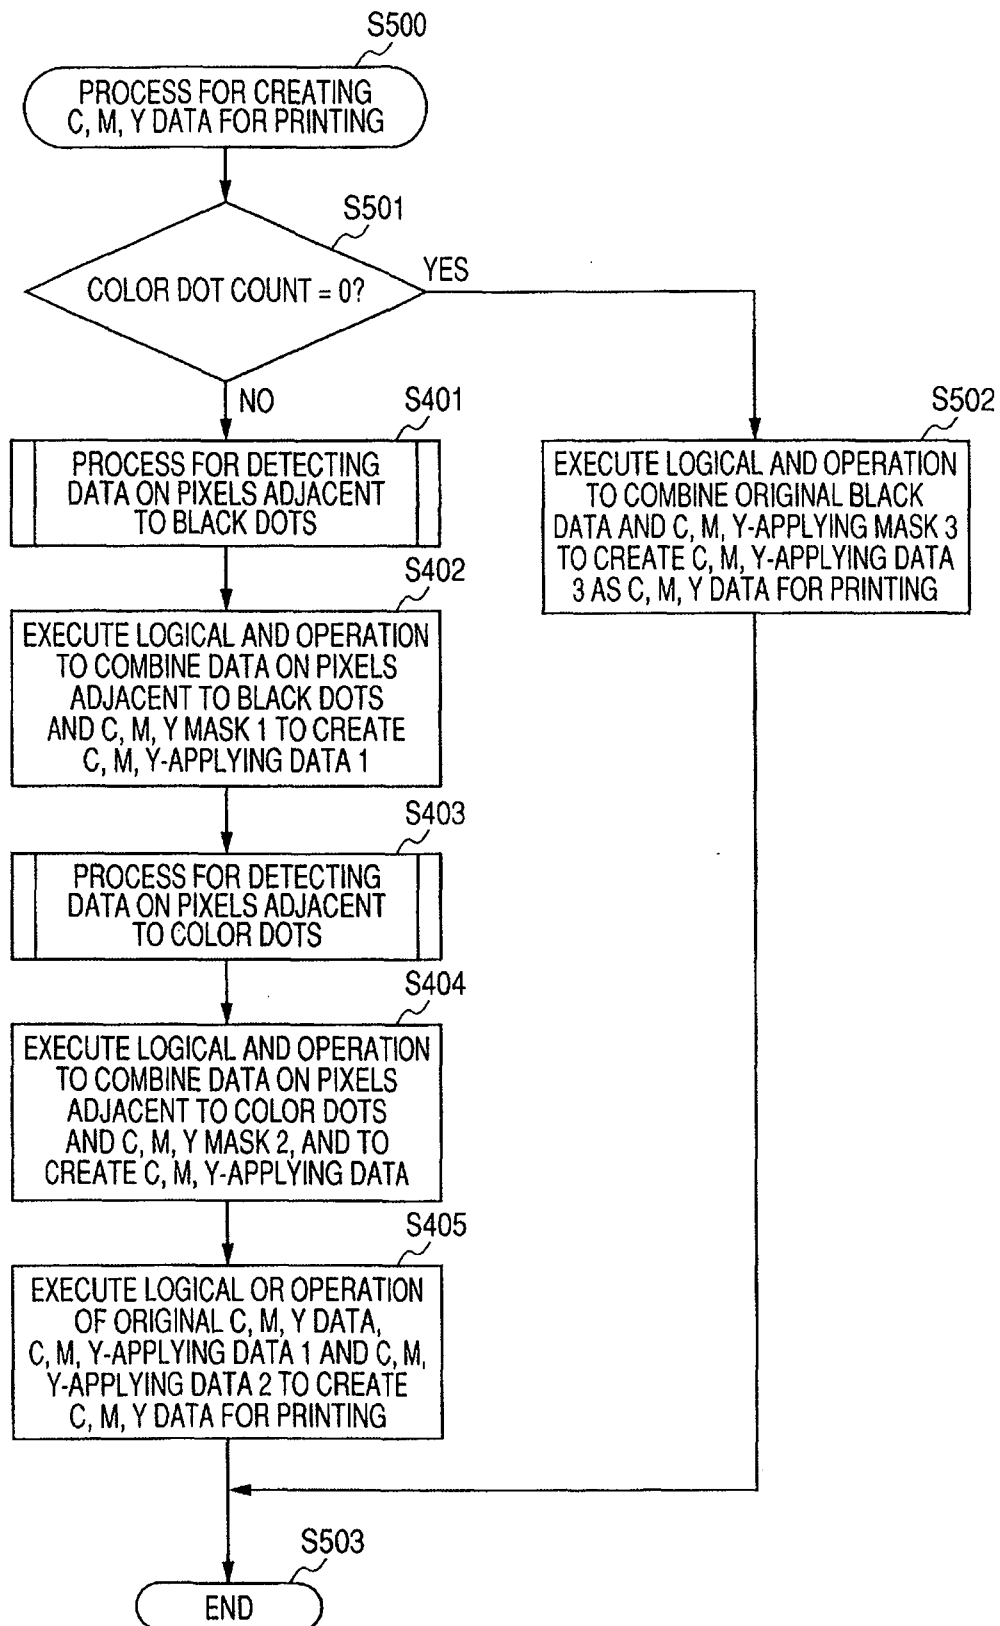 S500
PROCESS FOR CREATING
C, M, Y DATA FOR PRINTING
S501
COLOR DOT COUNT = 0?
YES
NO
S401
PROCESS FOR DETECTING
DATA ON PIXELS ADJACENT
TO BLACK DOTS
S502
EXECUTE LOGICAL AND OPERATION
TO COMBINE ORIGINAL BLACK
DATA AND C, M, Y-APPLYING MASK 3
TO CREATE C, M, Y-APPLYING DATA
3 AS C, M, Y DATA FOR PRINTING
S402
EXECUTE LOGICAL AND OPERATION
TO COMBINE DATA ON PIXELS
ADJACENT TO BLACK DOTS
AND C, M, Y MASK 1 TO CREATE
C, M, Y-APPLYING DATA 1
S403
PROCESS FOR DETECTING
DATA ON PIXELS ADJACENT
TO COLOR DOTS
S404
EXECUTE LOGICAL AND OPERATION
TO COMBINE DATA ON PIXELS
ADJACENT TO COLOR DOTS
AND C, M, Y MASK 2, AND TO
CREATE C, M, Y-APPLYING DATA
S405
EXECUTE LOGICAL OR OPERATION
OF ORIGINAL C, M, Y DATA,
C, M, Y-APPLYING DATA 1 AND C, M,
Y-APPLYING DATA 2 TO CREATE
C, M, Y DATA FOR PRINTING
S503
END